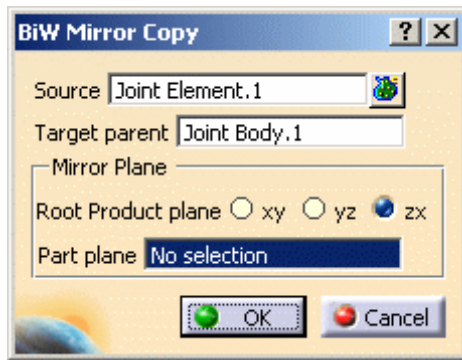 BiW Mirror Copy
Source Joint Element.1
Target parent Joint Body.1
Mirror Plane
Root Product plane xy yz zx
Part plane No selection
OK Cancel